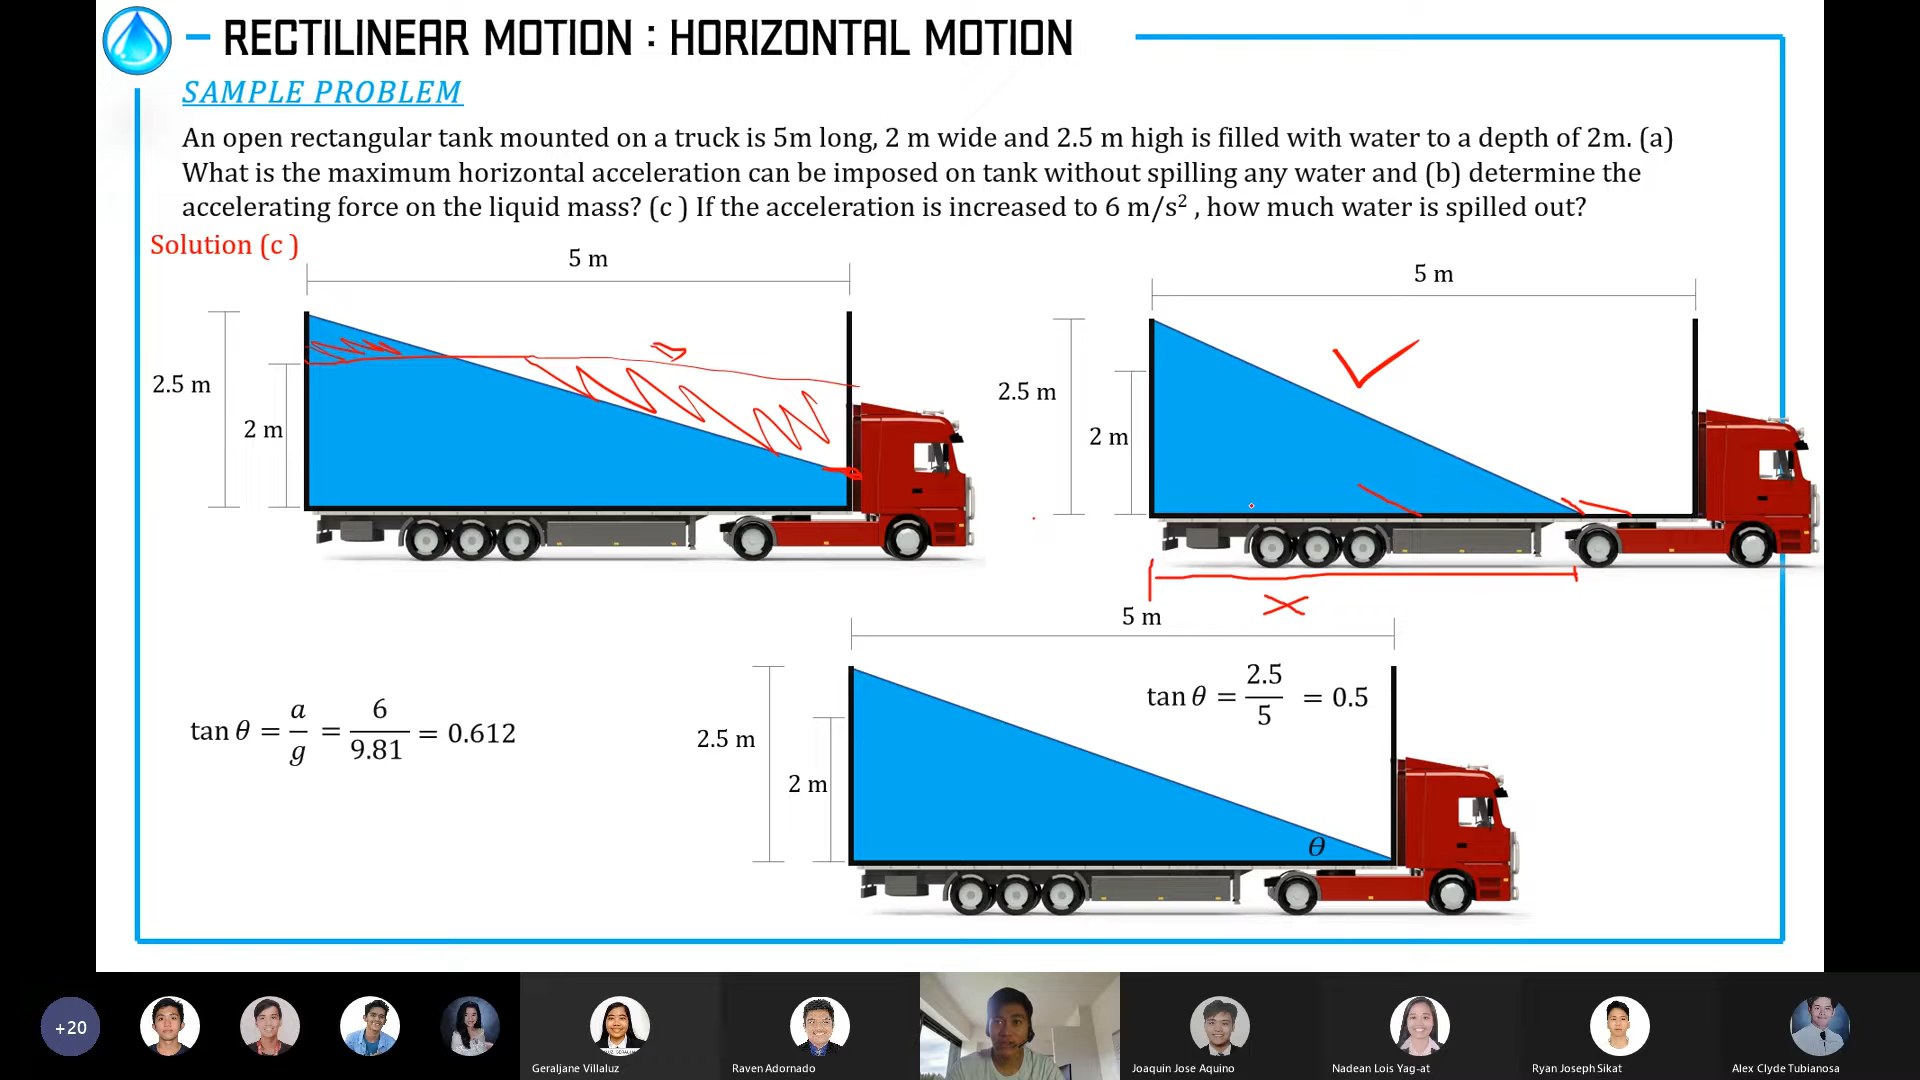 RECTILINEAR MOTION : HORIZONTAL MOTION
SAMPLE PROBLEM
An open rectangular tank mounted on a truck is 5m long, 2 m wide and 2.5 m high is filled with water to a depth of 2m. (a)
What is the maximum horizontal acceleration can be imposed on tank without spilling any water and (b) determine the
accelerating force on the liquid mass? (c ) If the acceleration is increased to 6 m/s² , how much water is spilled out?
Solution (c )
5 m
2.5 m
2 m
5 m
2.5 m
2 m
x
5 m
2.5 m
2 m
θ
tan θ = 2.5/5 = 0.5
tan θ = a/g = 6/9.81 = 0.612
+20
Geraljane Villaluz
Raven Adornado
Joaquin Jose Aquino
Nadean Lois Yag-at
Ryan Joseph Sikat
Alex Clyde Tubianosa